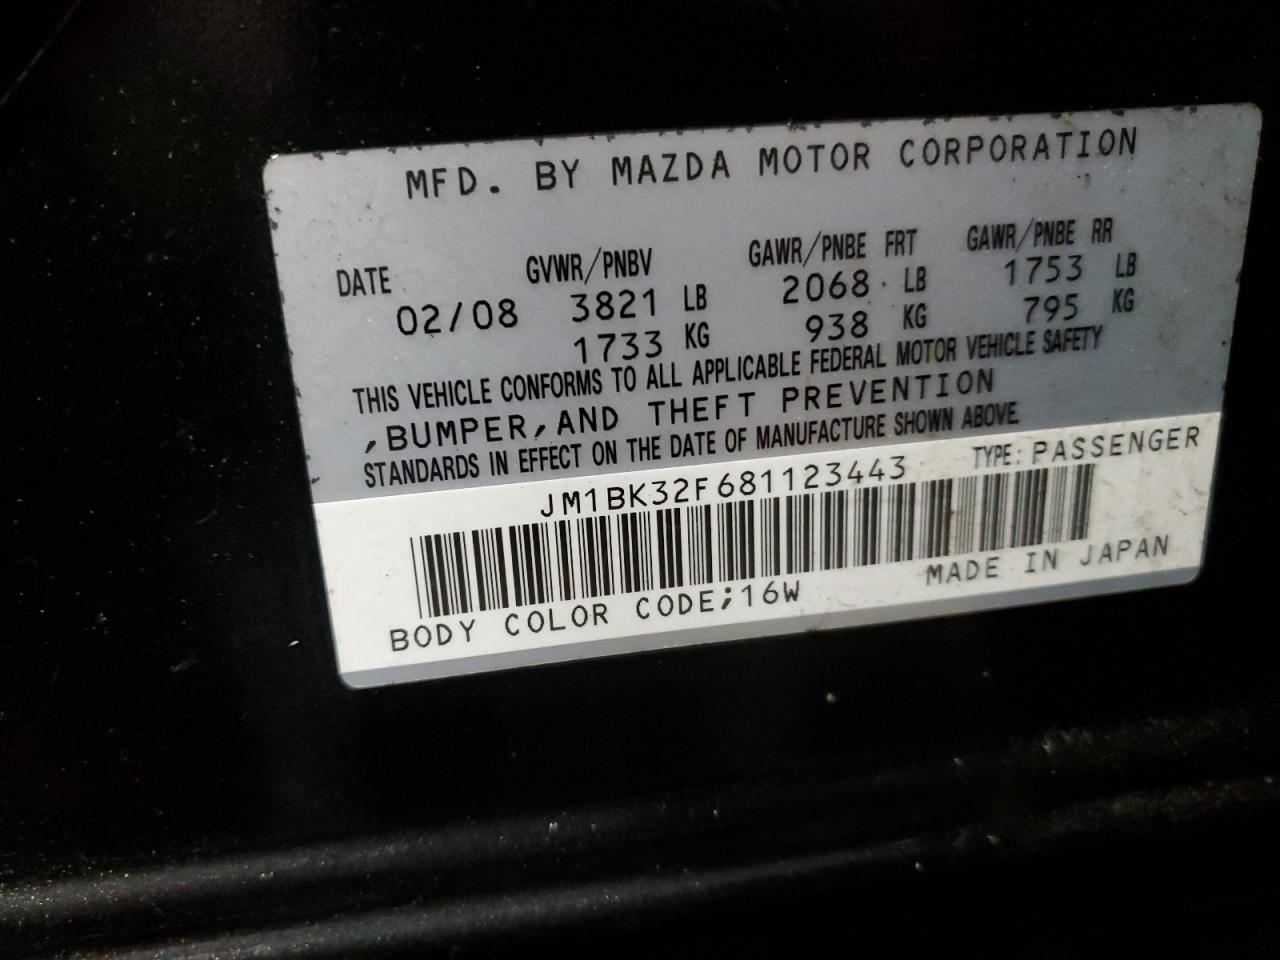 MFD. BY MAZDA MOTOR CORPORATION
DATE GVWR/PNBV GAWR/PNBE FRT GAWR/PNBE RR
02/08 3821 LB 2068 LB 1753 LB
1733 KG 938 KG 795 KG
THIS VEHICLE CONFORMS TO ALL APPLICABLE FEDERAL MOTOR VEHICLE SAFETY
,BUMPER,AND THEFT PREVENTION
STANDARDS IN EFFECT ON THE DATE OF MANUFACTURE SHOWN ABOVE
JM1BK32F681123443 TYPE: PASSENGER
BODY COLOR CODE;16W MADE IN JAPAN